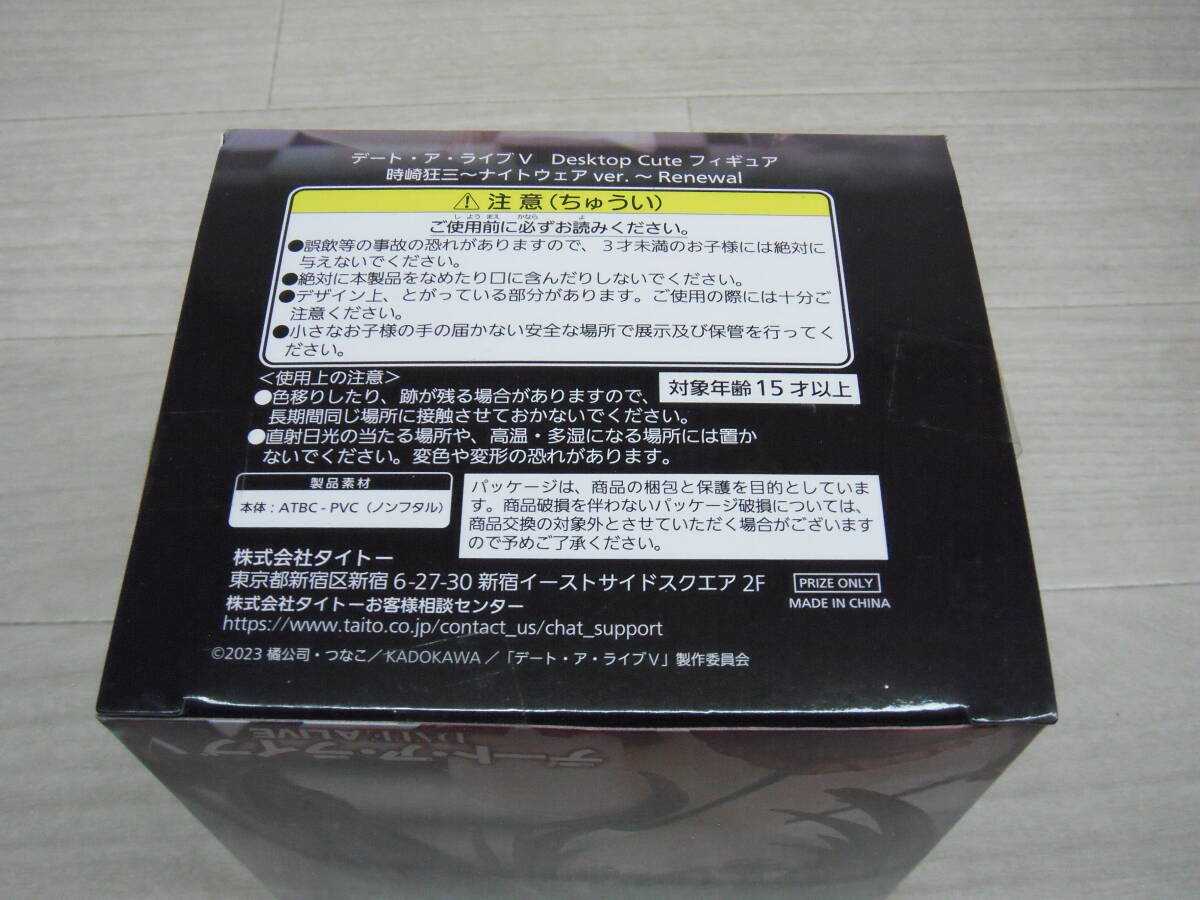 デート・ア・ライブⅤ　Desktop Cute フィギュア
時崎狂三～ナイトウェア ver.～ Renewal
⚠ 注意(ちゅうい)
しようまえ かなら よ
ご使用前に必ずお読みください。
●誤飲等の事故の恐れがありますので、3才未満のお子様には絶対に
与えないでください。
●絶対に本製品をなめたり口に含んだりしないでください。
●デザイン上、とがっている部分があります。ご使用の際には十分ご
注意ください。
●小さなお子様の手の届かない安全な場所で展示及び保管を行ってく
ださい。
＜使用上の注意＞
●色移りしたり、跡が残る場合がありますので、
長期間同じ場所に接触させておかないでください。
対象年齢 15 才以上
●直射日光の当たる場所や、高温・多湿になる場所には置か
ないでください。変色や変形の恐れがあります。
製品素材
本体：ATBC-PVC（ノンフタル）
パッケージは、商品の梱包と保護を目的としていま
す。商品破損を伴わないパッケージ破損については、
商品交換の対象外とさせていただく場合がございます
ので予めご了承ください。
株式会社タイトー
東京都新宿区新宿 6-27-30 新宿イーストサイドスクエア 2F
株式会社タイトーお客様相談センター
https://www.taito.co.jp/contact_us/chat_support
PRIZE ONLY
MADE IN CHINA
©2023 橘公司・つなこ／KADOKAWA／「デート・ア・ライブⅤ」製作委員会
デート・ア・ライブⅤ
DATE A LIVE